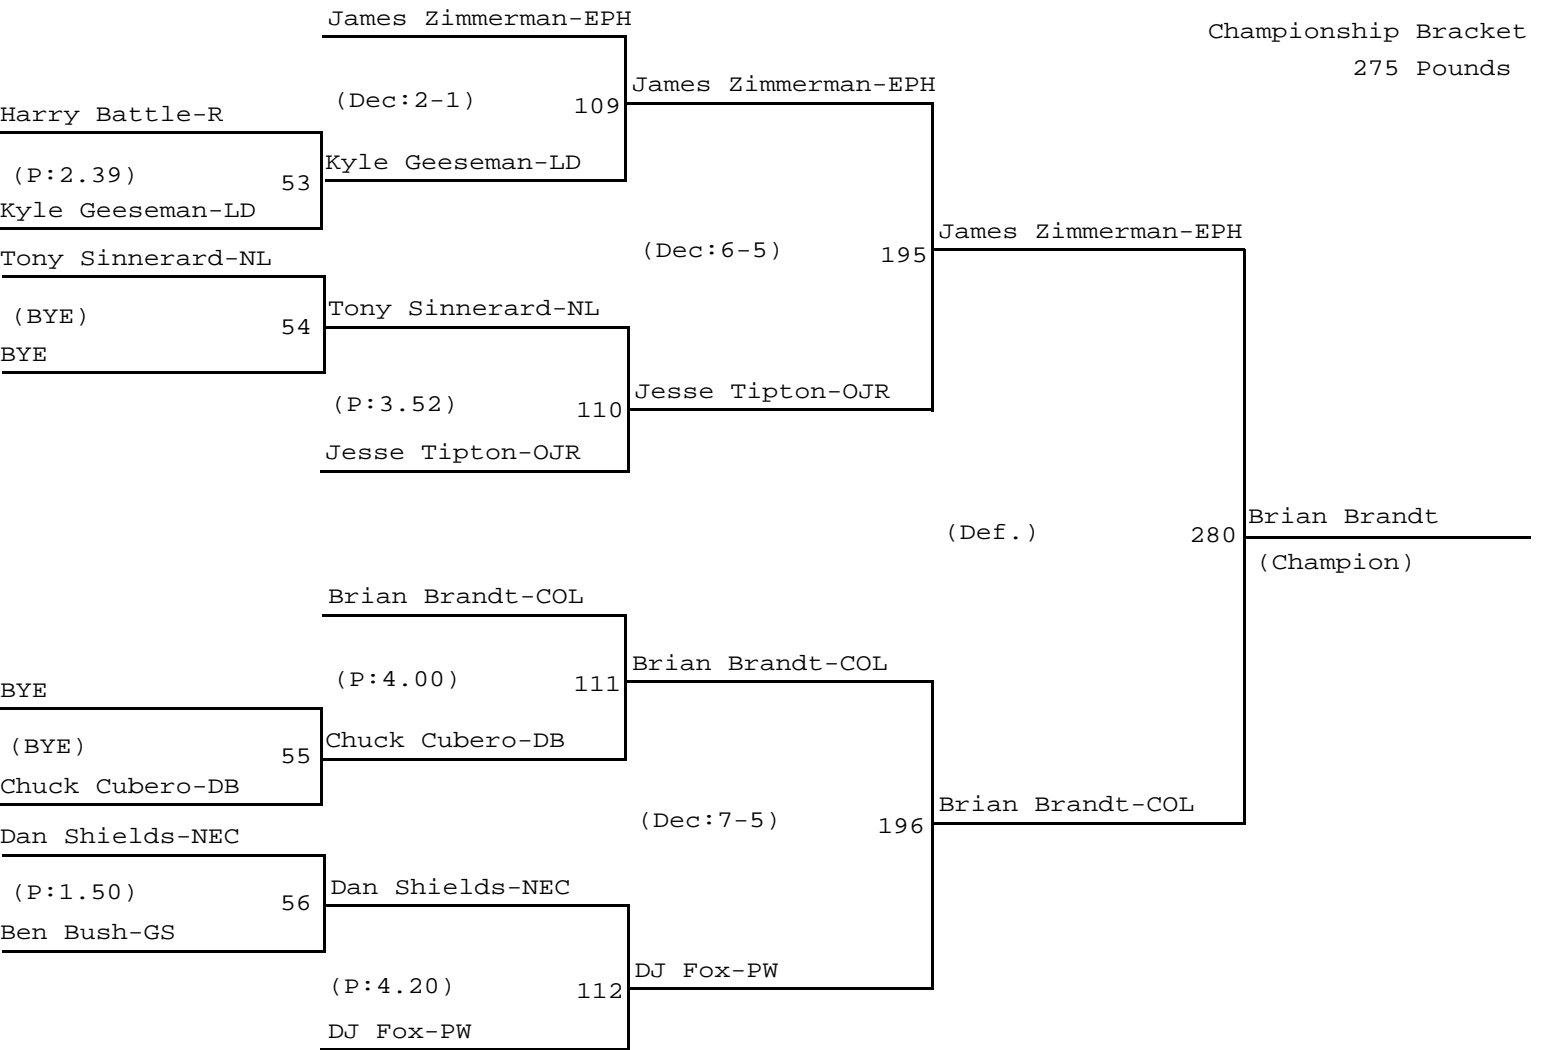 James Zimmerman-EPH
Championship Bracket
275 Pounds
James Zimmerman-EPH
(Dec:2-1) 109
Harry Battle-R
Kyle Geeseman-LD
(P:2.39) 53
Kyle Geeseman-LD
James Zimmerman-EPH
(Dec:6-5) 195
Tony Sinnerard-NL
Tony Sinnerard-NL
(BYE) 54
BYE
Jesse Tipton-OJR
(P:3.52) 110
Jesse Tipton-OJR
Brian Brandt
(Def.) 280
(Champion)
Brian Brandt-COL
Brian Brandt-COL
(P:4.00) 111
BYE
Chuck Cubero-DB
(BYE) 55
Chuck Cubero-DB
Brian Brandt-COL
(Dec:7-5) 196
Dan Shields-NEC
Dan Shields-NEC
(P:1.50) 56
Ben Bush-GS
DJ Fox-PW
(P:4.20) 112
DJ Fox-PW